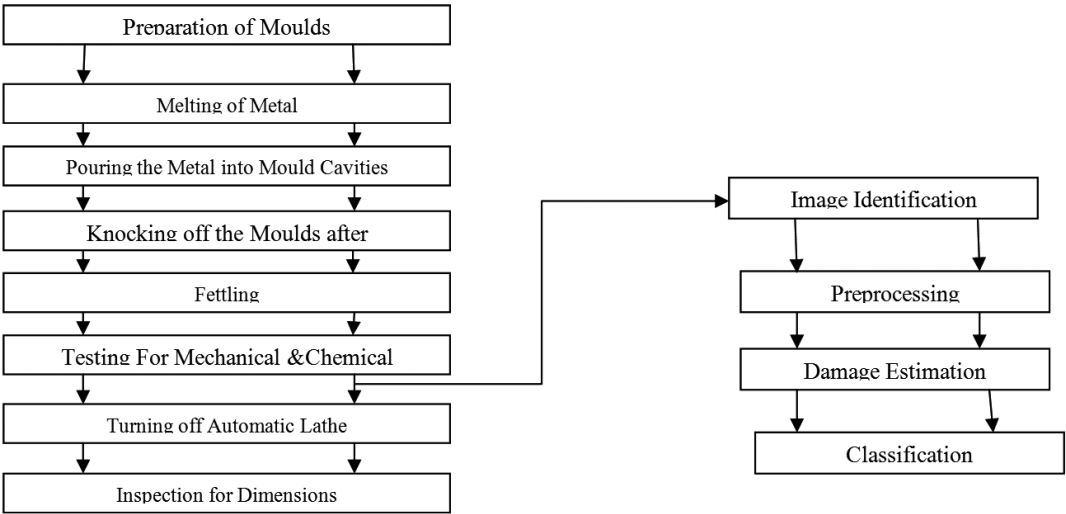 Preparation of Moulds
Melting of Metal
Pouring the Metal into Mould Cavities
Knocking off the Moulds after
Fettling
Testing For Mechanical &Chemical
Turning off Automatic Lathe
Inspection for Dimensions
Image Identification
Preprocessing
Damage Estimation
Classification